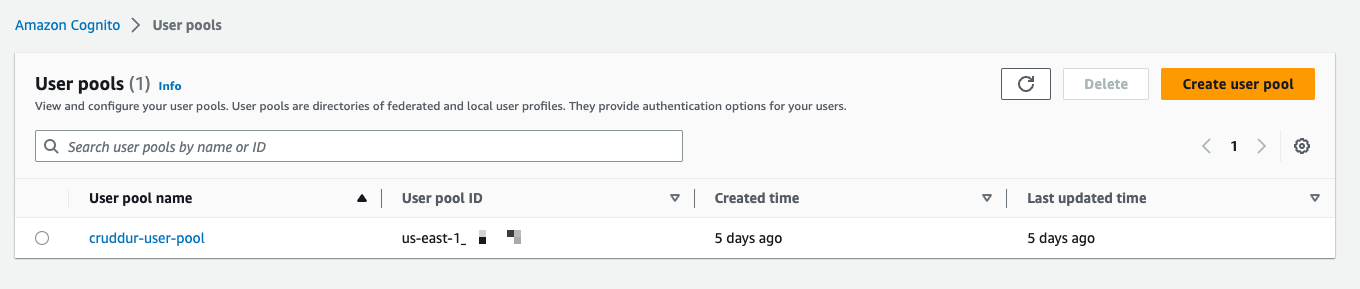 Amazon Cognito > User pools
User pools (1) Info
View and configure your user pools. User pools are directories of federated and local user profiles. They provide authentication options for your users.
Delete
Create user pool
Search user pools by name or ID
1
User pool name User pool ID Created time Last updated time
cruddur-user-pool us-east-1_ 5 days ago 5 days ago